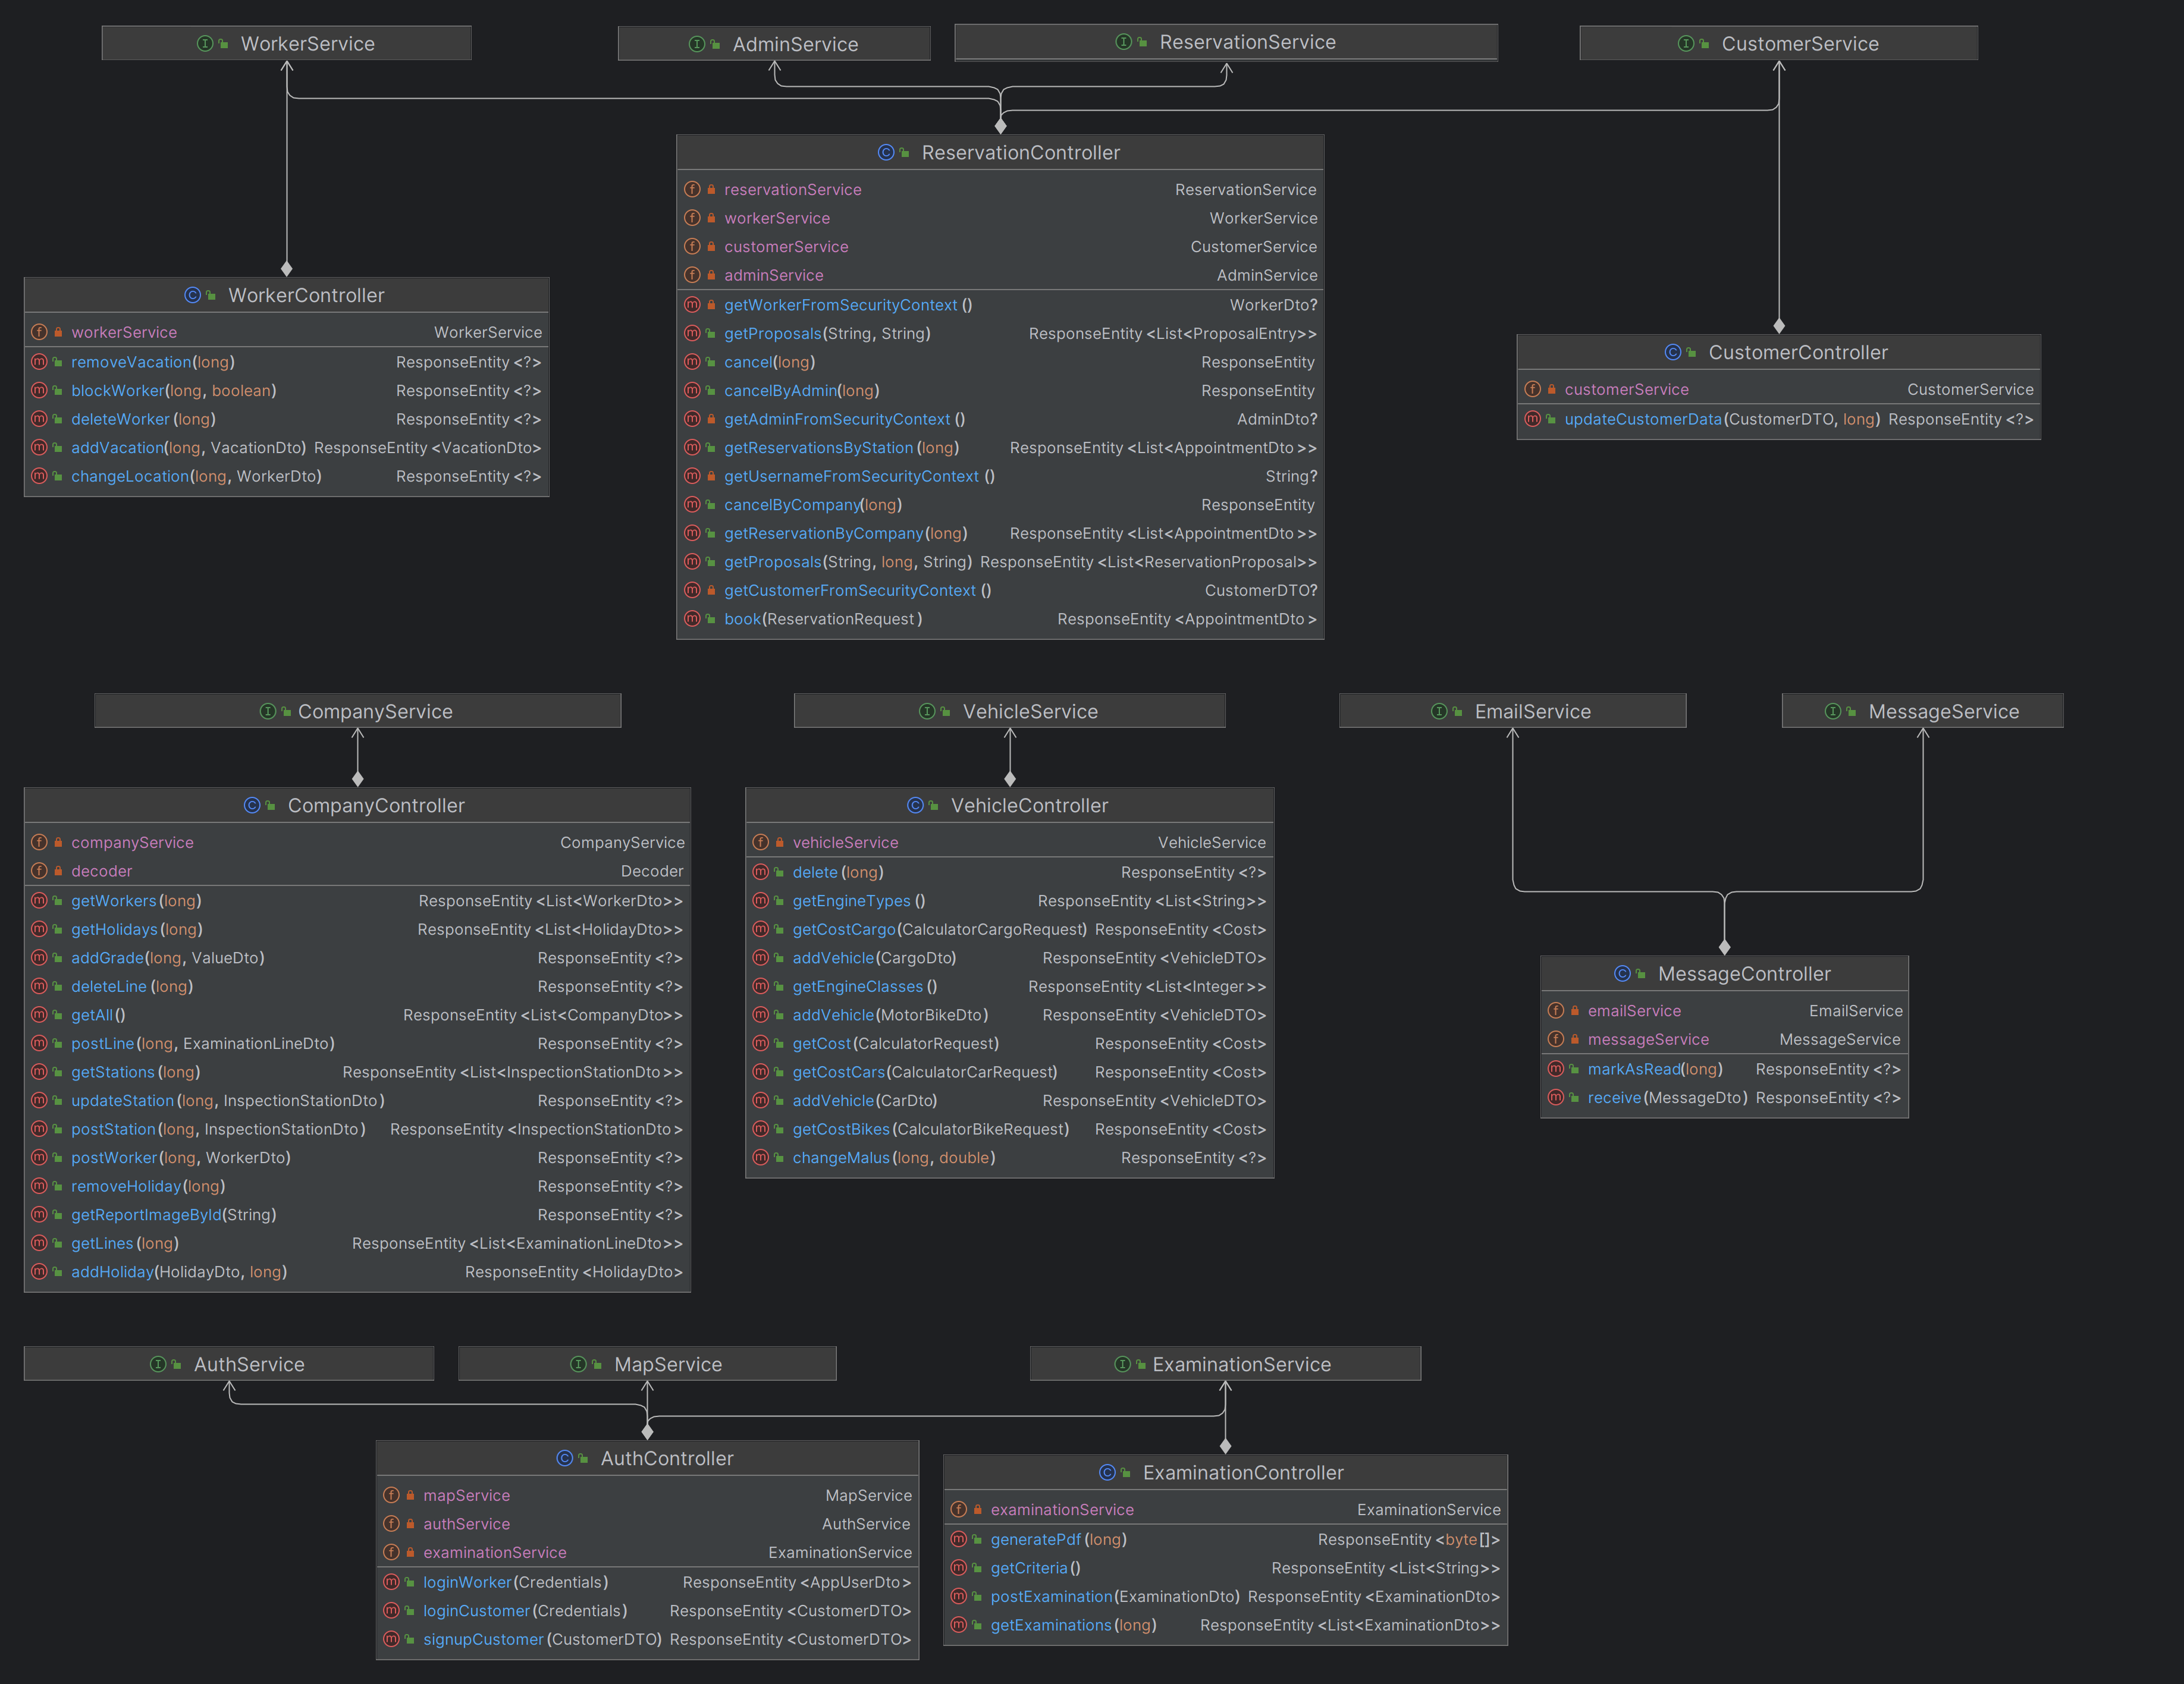 WorkerService
AdminService
ReservationService
CustomerService
ReservationController
reservationService ReservationService
workerService WorkerService
customerService CustomerService
adminService AdminService
getWorkerFromSecurityContext () WorkerDto?
getProposals(String, String) ResponseEntity <List<ProposalEntry>>
cancel(long) ResponseEntity
cancelByAdmin(long) ResponseEntity
getAdminFromSecurityContext () AdminDto?
getReservationsByStation (long) ResponseEntity <List<AppointmentDto >>
getUsernameFromSecurityContext () String?
cancelByCompany(long) ResponseEntity
getReservationByCompany(long) ResponseEntity <List<AppointmentDto >>
getProposals(String, long, String) ResponseEntity <List<ReservationProposal>>
getCustomerFromSecurityContext () CustomerDTO?
book(ReservationRequest ) ResponseEntity <AppointmentDto >
WorkerController
workerService WorkerService
removeVacation(long) ResponseEntity <?>
blockWorker(long, boolean) ResponseEntity <?>
deleteWorker (long) ResponseEntity <?>
addVacation(long, VacationDto) ResponseEntity <VacationDto>
changeLocation(long, WorkerDto) ResponseEntity <?>
CustomerController
customerService CustomerService
updateCustomerData(CustomerDTO, long) ResponseEntity <?>
CompanyService
VehicleService
EmailService
MessageService
CompanyController
companyService CompanyService
decoder Decoder
getWorkers(long) ResponseEntity <List<WorkerDto>>
getHolidays(long) ResponseEntity <List<HolidayDto>>
addGrade(long, ValueDto) ResponseEntity <?>
deleteLine (long) ResponseEntity <?>
getAll() ResponseEntity <List<CompanyDto>>
postLine(long, ExaminationLineDto) ResponseEntity <?>
getStations (long) ResponseEntity <List<InspectionStationDto >>
updateStation (long, InspectionStationDto ) ResponseEntity <?>
postStation(long, InspectionStationDto ) ResponseEntity <InspectionStationDto >
postWorker(long, WorkerDto) ResponseEntity <?>
removeHoliday(long) ResponseEntity <?>
getReportImageById(String) ResponseEntity <?>
getLines (long) ResponseEntity <List<ExaminationLineDto>>
addHoliday(HolidayDto, long) ResponseEntity <HolidayDto>
VehicleController
vehicleService VehicleService
delete (long) ResponseEntity <?>
getEngineTypes () ResponseEntity <List<String>>
getCostCargo(CalculatorCargoRequest) ResponseEntity <Cost>
addVehicle(CargoDto) ResponseEntity <VehicleDTO>
getEngineClasses () ResponseEntity <List<Integer >>
addVehicle(MotorBikeDto) ResponseEntity <VehicleDTO>
getCost(CalculatorRequest) ResponseEntity <Cost>
getCostCars(CalculatorCarRequest) ResponseEntity <Cost>
addVehicle(CarDto) ResponseEntity <VehicleDTO>
getCostBikes(CalculatorBikeRequest) ResponseEntity <Cost>
changeMalus(long, double) ResponseEntity <?>
MessageController
emailService EmailService
messageService MessageService
markAsRead(long) ResponseEntity <?>
receive(MessageDto) ResponseEntity <?>
AuthService
MapService
ExaminationService
AuthController
mapService MapService
authService AuthService
examinationService ExaminationService
loginWorker(Credentials) ResponseEntity <AppUserDto>
loginCustomer (Credentials) ResponseEntity <CustomerDTO>
signupCustomer (CustomerDTO) ResponseEntity <CustomerDTO>
ExaminationController
examinationService ExaminationService
generatePdf (long) ResponseEntity <byte[]>
getCriteria() ResponseEntity <List<String>>
postExamination(ExaminationDto) ResponseEntity <ExaminationDto>
getExaminations (long) ResponseEntity <List<ExaminationDto>>